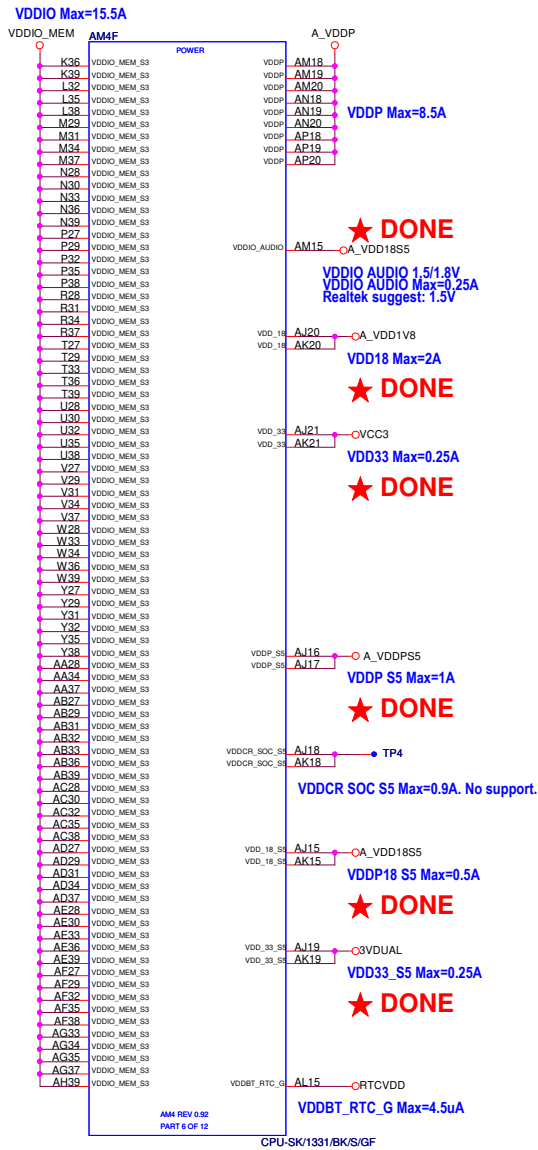 VDDIO Max=15.5A
VDDIO_MEM
A_VDDP
AM4F
POWER
K36 VDDIO_MEM_S3 VDDP AM18
K39 VDDIO_MEM_S3 VDDP AM19
L32 VDDIO_MEM_S3 VDDP AM20
L35 VDDIO_MEM_S3 VDDP AN18
L38 VDDIO_MEM_S3 VDDP AN19 VDDP Max=8.5A
M29 VDDIO_MEM_S3 VDDP AN20
M31 VDDIO_MEM_S3 VDDP AP18
M34 VDDIO_MEM_S3 VDDP AP19
M37 VDDIO_MEM_S3 VDDP AP20
N28 VDDIO_MEM_S3
N30 VDDIO_MEM_S3
N33 VDDIO_MEM_S3
N36 VDDIO_MEM_S3
N39 VDDIO_MEM_S3
P27 VDDIO_MEM_S3 DONE
P29 VDDIO_MEM_S3 VDDIO_AUDIO AM15 A_VDD18S5
P32 VDDIO_MEM_S3
P35 VDDIO_MEM_S3 VDDIO AUDIO 1.5/1.8V
P38 VDDIO_MEM_S3 VDDIO AUDIO Max=0.25A
R28 VDDIO_MEM_S3 Realtek suggest: 1.5V
R31 VDDIO_MEM_S3
R34 VDDIO_MEM_S3
R37 VDDIO_MEM_S3 VDD_18 AJ20 A_VDD1V8
T27 VDDIO_MEM_S3 VDD_18 AK20
T29 VDDIO_MEM_S3 VDD18 Max=2A
T33 VDDIO_MEM_S3
T36 VDDIO_MEM_S3
T39 VDDIO_MEM_S3 DONE
U28 VDDIO_MEM_S3
U30 VDDIO_MEM_S3
U32 VDDIO_MEM_S3 VDD_33 AJ21 VCC3
U35 VDDIO_MEM_S3 VDD_33 AK21
U38 VDDIO_MEM_S3 VDD33 Max=0.25A
V27 VDDIO_MEM_S3
V29 VDDIO_MEM_S3
V31 VDDIO_MEM_S3 DONE
V34 VDDIO_MEM_S3
V37 VDDIO_MEM_S3
W28 VDDIO_MEM_S3
W33 VDDIO_MEM_S3
W34 VDDIO_MEM_S3
W36 VDDIO_MEM_S3
W39 VDDIO_MEM_S3
Y27 VDDIO_MEM_S3
Y29 VDDIO_MEM_S3
Y31 VDDIO_MEM_S3
Y32 VDDIO_MEM_S3
Y35 VDDIO_MEM_S3
Y38 VDDIO_MEM_S3 VDDP_S5 AJ16 A_VDDPS5
AA28 VDDIO_MEM_S3 VDDP_S5 AJ17
AA34 VDDIO_MEM_S3 VDDP S5 Max=1A
AA37 VDDIO_MEM_S3
AB27 VDDIO_MEM_S3
AB29 VDDIO_MEM_S3 DONE
AB31 VDDIO_MEM_S3
AB32 VDDIO_MEM_S3
AB33 VDDIO_MEM_S3 VDDCR_SOC_S5 AJ18 TP4
AB36 VDDIO_MEM_S3 VDDCR_SOC_S5 AK18
AB39 VDDIO_MEM_S3
AC28 VDDIO_MEM_S3 VDDCR SOC S5 Max=0.9A. No support.
AC30 VDDIO_MEM_S3
AC32 VDDIO_MEM_S3
AC35 VDDIO_MEM_S3
AC38 VDDIO_MEM_S3
AD27 VDDIO_MEM_S3 VDD_18_S5 AJ15 A_VDD18S5
AD29 VDDIO_MEM_S3 VDD_18_S5 AK15
AD31 VDDIO_MEM_S3 VDDP18 S5 Max=0.5A
AD34 VDDIO_MEM_S3
AD37 VDDIO_MEM_S3
AE28 VDDIO_MEM_S3 DONE
AE30 VDDIO_MEM_S3
AE33 VDDIO_MEM_S3
AE36 VDDIO_MEM_S3 VDD_33_S5 AJ19 3VDUAL
AE39 VDDIO_MEM_S3 VDD_33_S5 AK19
AF27 VDDIO_MEM_S3 VDD33_S5 Max=0.25A
AF29 VDDIO_MEM_S3
AF32 VDDIO_MEM_S3
AF35 VDDIO_MEM_S3 DONE
AF38 VDDIO_MEM_S3
AG33 VDDIO_MEM_S3
AG34 VDDIO_MEM_S3
AG35 VDDIO_MEM_S3
AG37 VDDIO_MEM_S3
AH39 VDDIO_MEM_S3 VDDBT_RTC_G AL15 RTCVDD
VDDBT_RTC_G Max=4.5uA
AM4 REV 0.92
PART 6 OF 12
CPU-SK/1331/BK/S/GF